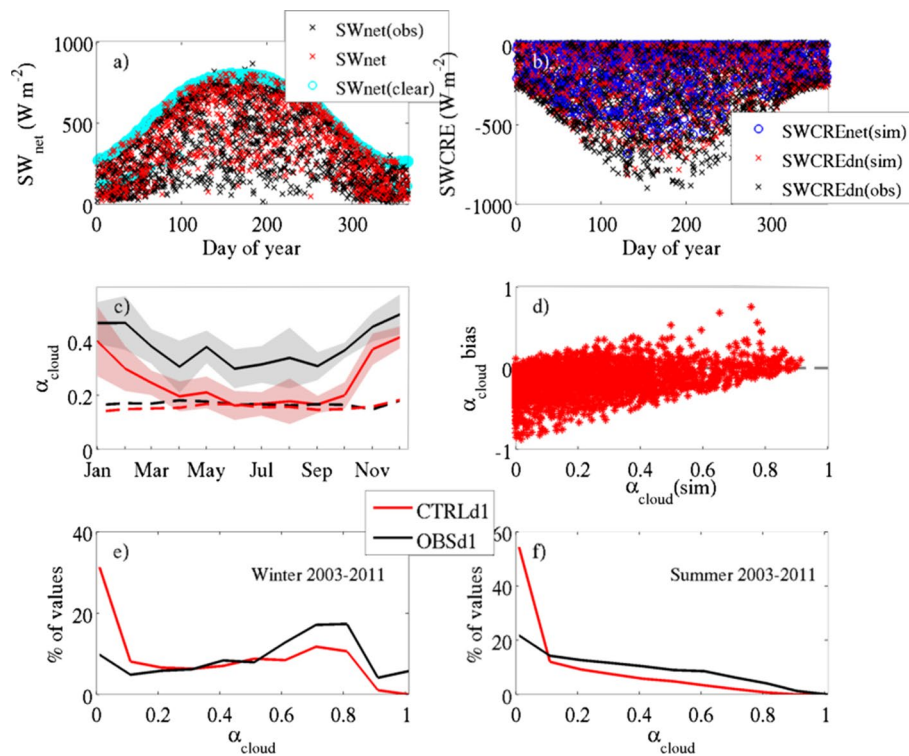 1000
500
0
SWnet (W m-2)
a)
SWnet(obs)
SWnet
SWnet(clear)
0 100 200 300
Day of year
0
-500
-1000
SWCRE (W m-2)
b)
SWCREnet(sim)
SWCREdn(sim)
SWCREdn(obs)
0 100 200 300
Day of year
0.4
0.2
0
αcloud
c)
Jan Mar May Jul Sep Nov
1
0
-1
αcloud bias
d)
0 0.2 0.4 0.6 0.8 1
αcloud(sim)
CTRLd1
OBSd1
40
20
0
% of values
e)
Winter 2003-2011
0 0.2 0.4 0.6 0.8 1
αcloud
60
40
20
0
% of values
f)
Summer 2003-2011
0 0.2 0.4 0.6 0.8 1
αcloud